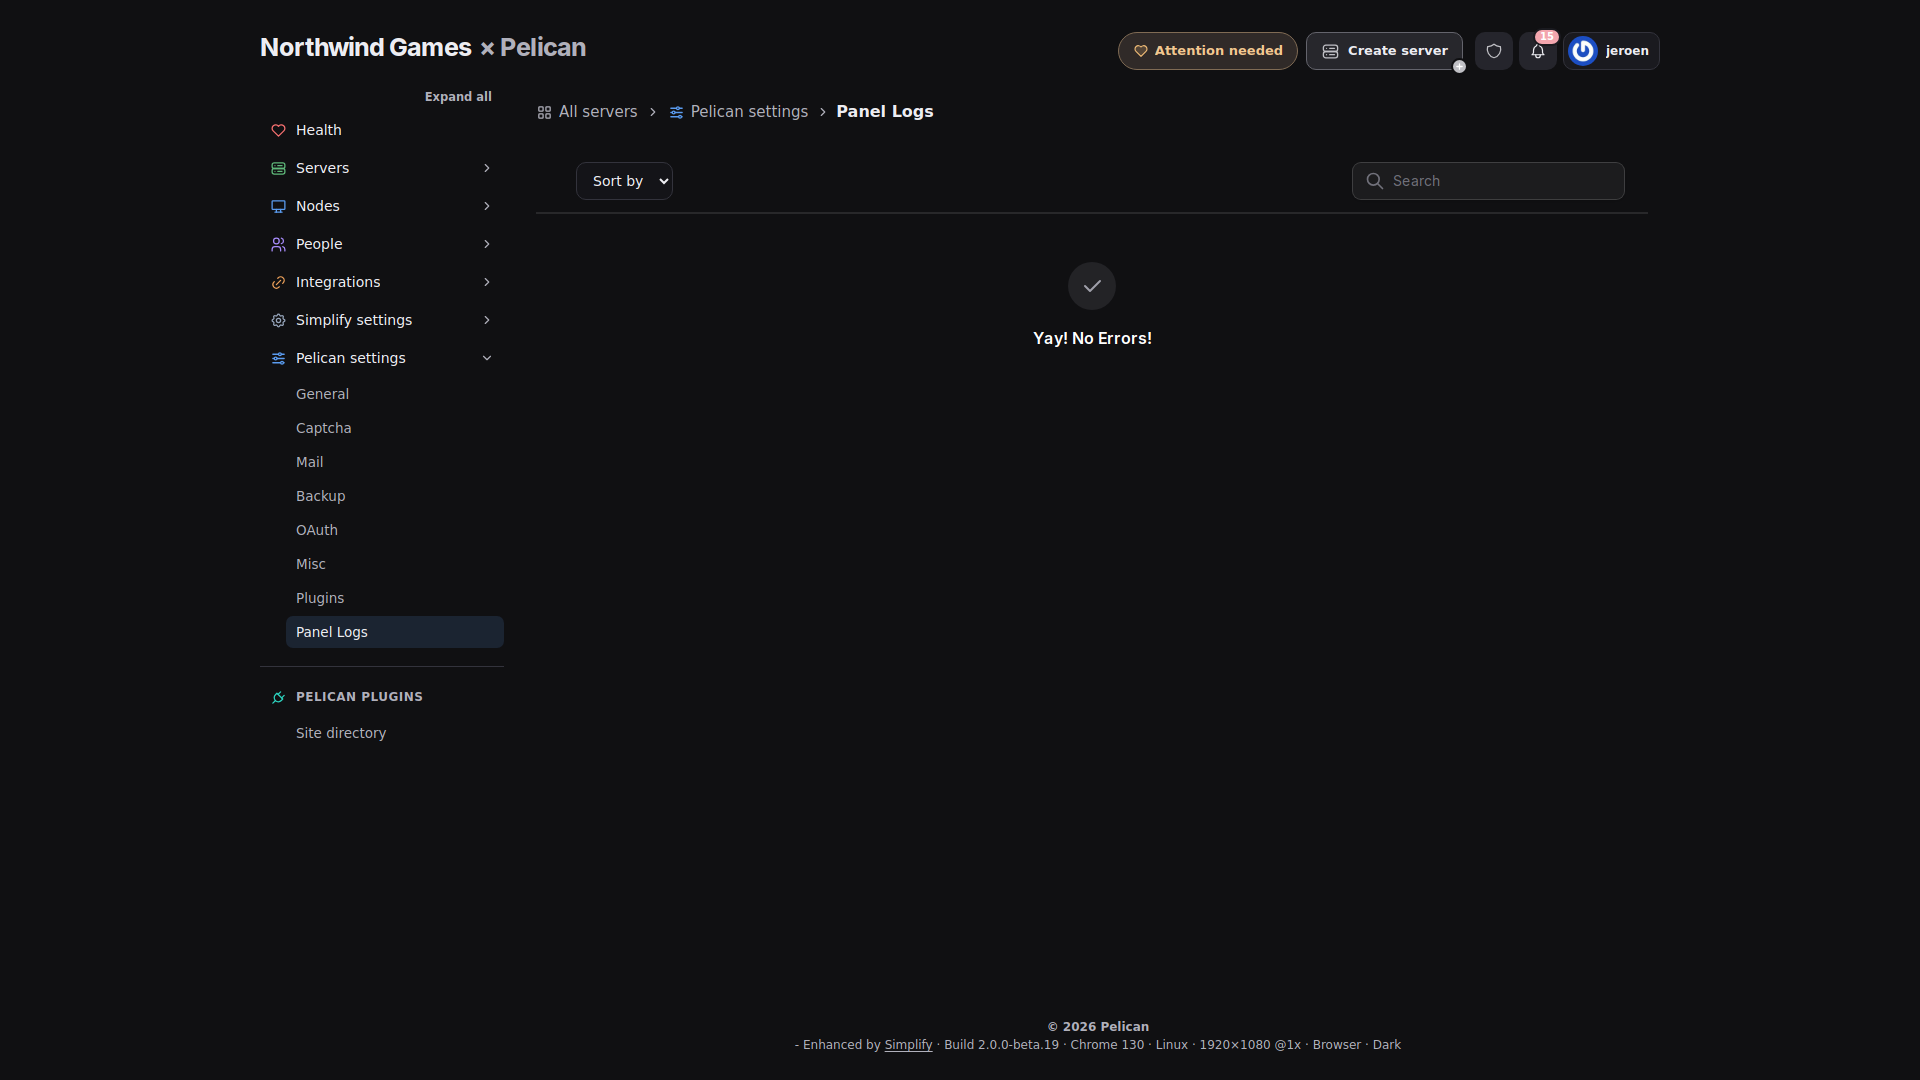 Northwind Games × Pelican
Attention needed
Create server
15
jeroen
Expand all
All servers
Pelican settings
Panel Logs
Health
Servers
Nodes
People
Integrations
Simplify settings
Pelican settings
General
Captcha
Mail
Backup
OAuth
Misc
Plugins
Panel Logs
PELICAN PLUGINS
Site directory
Sort by
Search
Yay! No Errors!
© 2026 Pelican
- Enhanced by Simplify · Build 2.0.0-beta.19 · Chrome 130 · Linux · 1920×1080 @1x · Browser · Dark